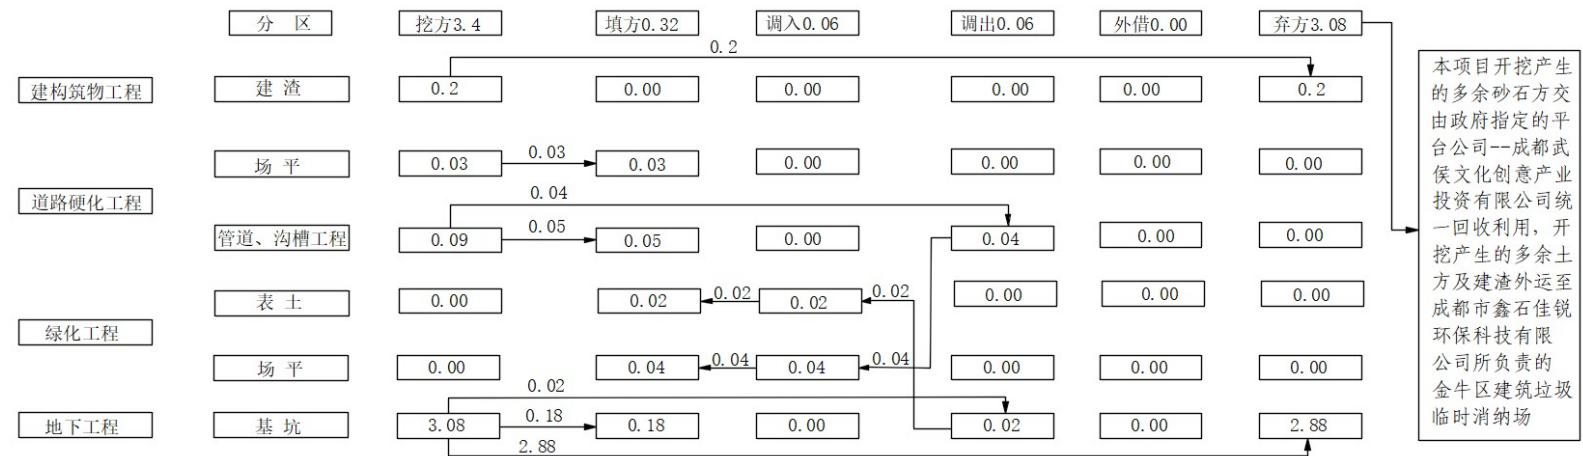 分 区 挖方3.4 填方0.32 调入0.06 调出0.06 外借0.00 弃方3.08
0.2
建构筑物工程 建 渣 0.2 0.00 0.00 0.00 0.00 0.2
场 平 0.03 0.03 0.03 0.00 0.00 0.00 0.00
道路硬化工程
0.04
管道、沟槽工程 0.09 0.05 0.05 0.00 0.04 0.00 0.00
表 土 0.00 0.02 0.02 0.02 0.02 0.00 0.00 0.00
绿化工程
场 平 0.00 0.04 0.04 0.04 0.04 0.00 0.00 0.00
0.02
地下工程 基 坑 3.08 0.18 0.18 0.00 0.02 0.00 2.88
2.88
本项目开挖产生
的多余砂石方交
由政府指定的平
台公司--成都武
侯文化创意产业
投资有限公司统
一回收利用，开
挖产生的多余土
方及建渣外运至
成都市鑫石佳锐
环保科技有限
公司所负责的
金牛区建筑垃圾
临时消纳场